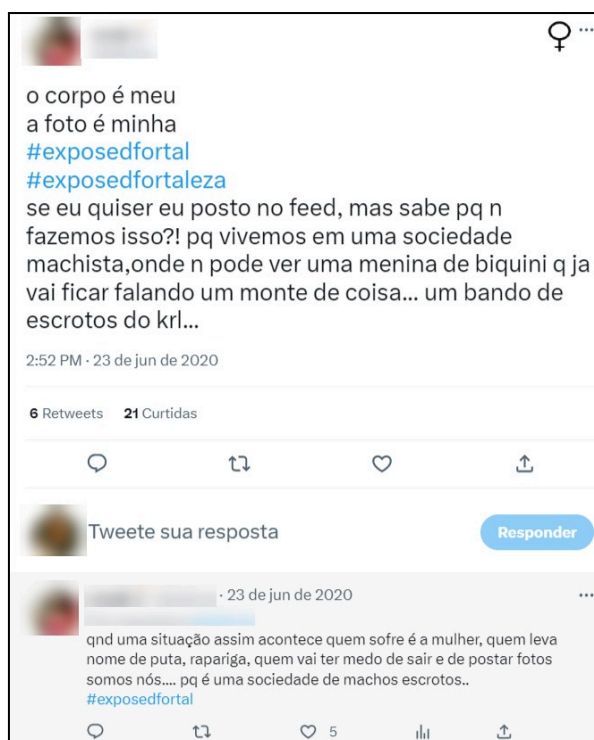 o corpo é meu
a foto é minha
#exposedfortal
#exposedfortaleza
se eu quiser eu posto no feed, mas sabe pq n
fazemos isso?! pq vivemos em uma sociedade
machista,onde n pode ver uma menina de biquini q ja
vai ficar falando um monte de coisa... um bando de
escrotos do krl...
2:52 PM · 23 de jun de 2020
6 Retweets 21 Curtidas
Tweete sua resposta
Responder
· 23 de jun de 2020
qnd uma situação assim acontece quem sofre é a mulher, quem leva
nome de puta, rapariga, quem vai ter medo de sair e de postar fotos
somos nós.... pq é uma sociedade de machos escrotos..
#exposedfortal
5